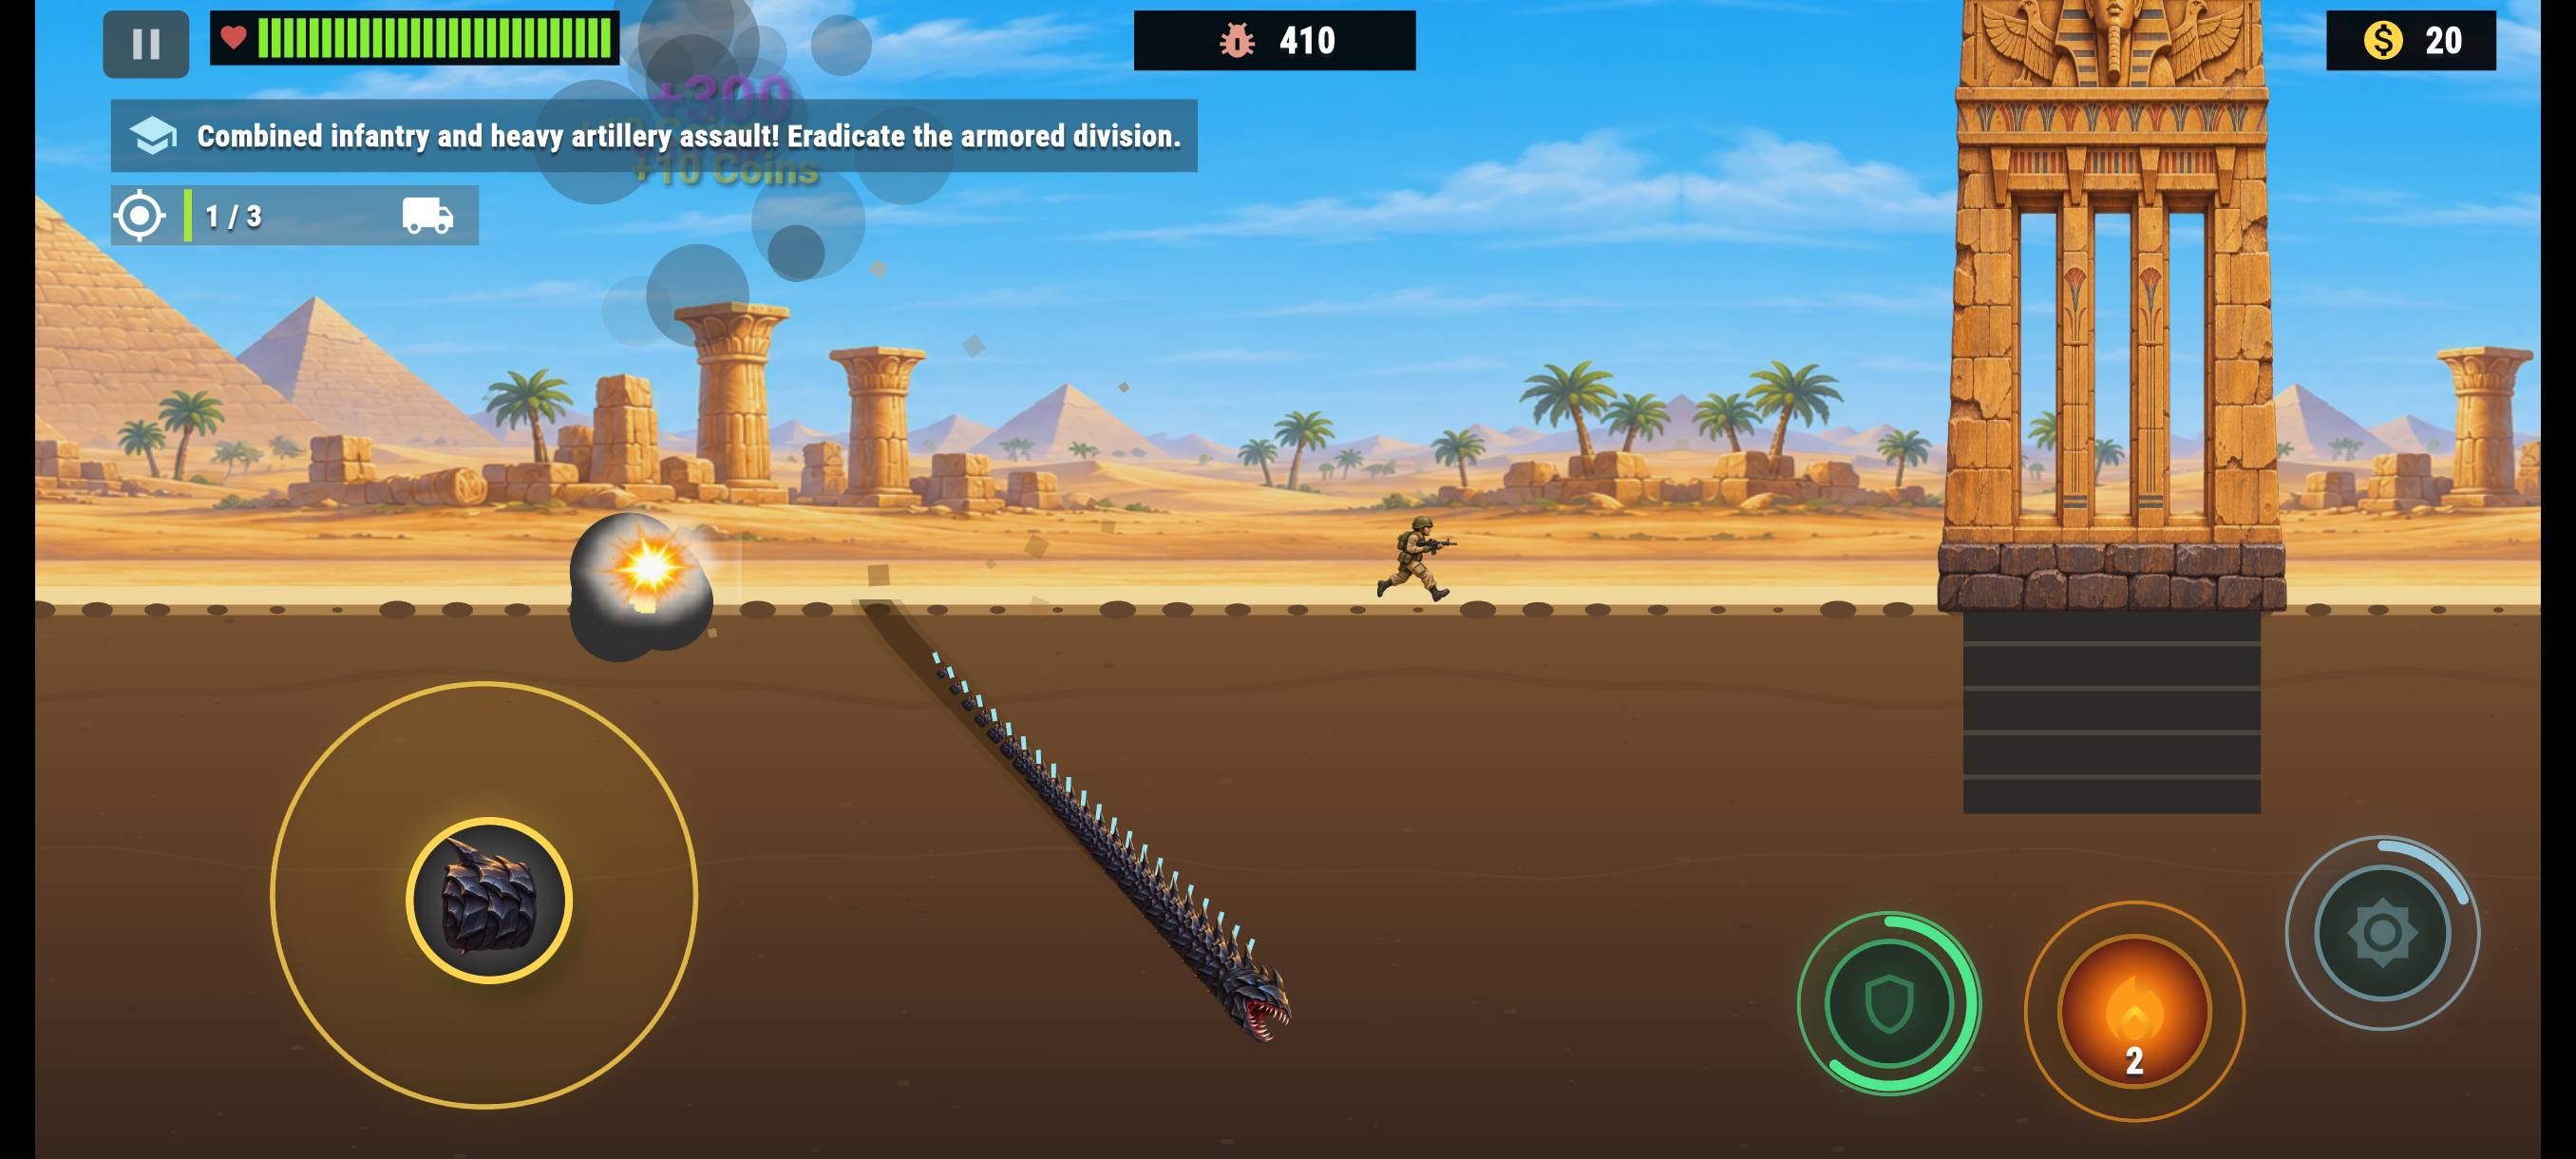 410
20
+300
Combined infantry and heavy artillery assault! Eradicate the armored division.
+10 Coins
1 / 3
2